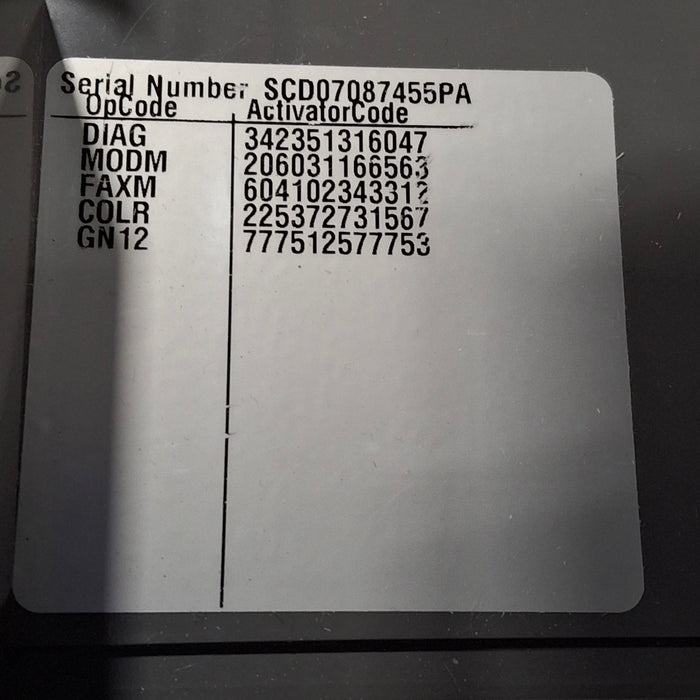 Serial Number SCD07087455PA
OpCode ActivatorCode
DIAG 342351316047
MODM 206031166563
FAXM 604102343312
COLR 225372731567
GN12 777512577753